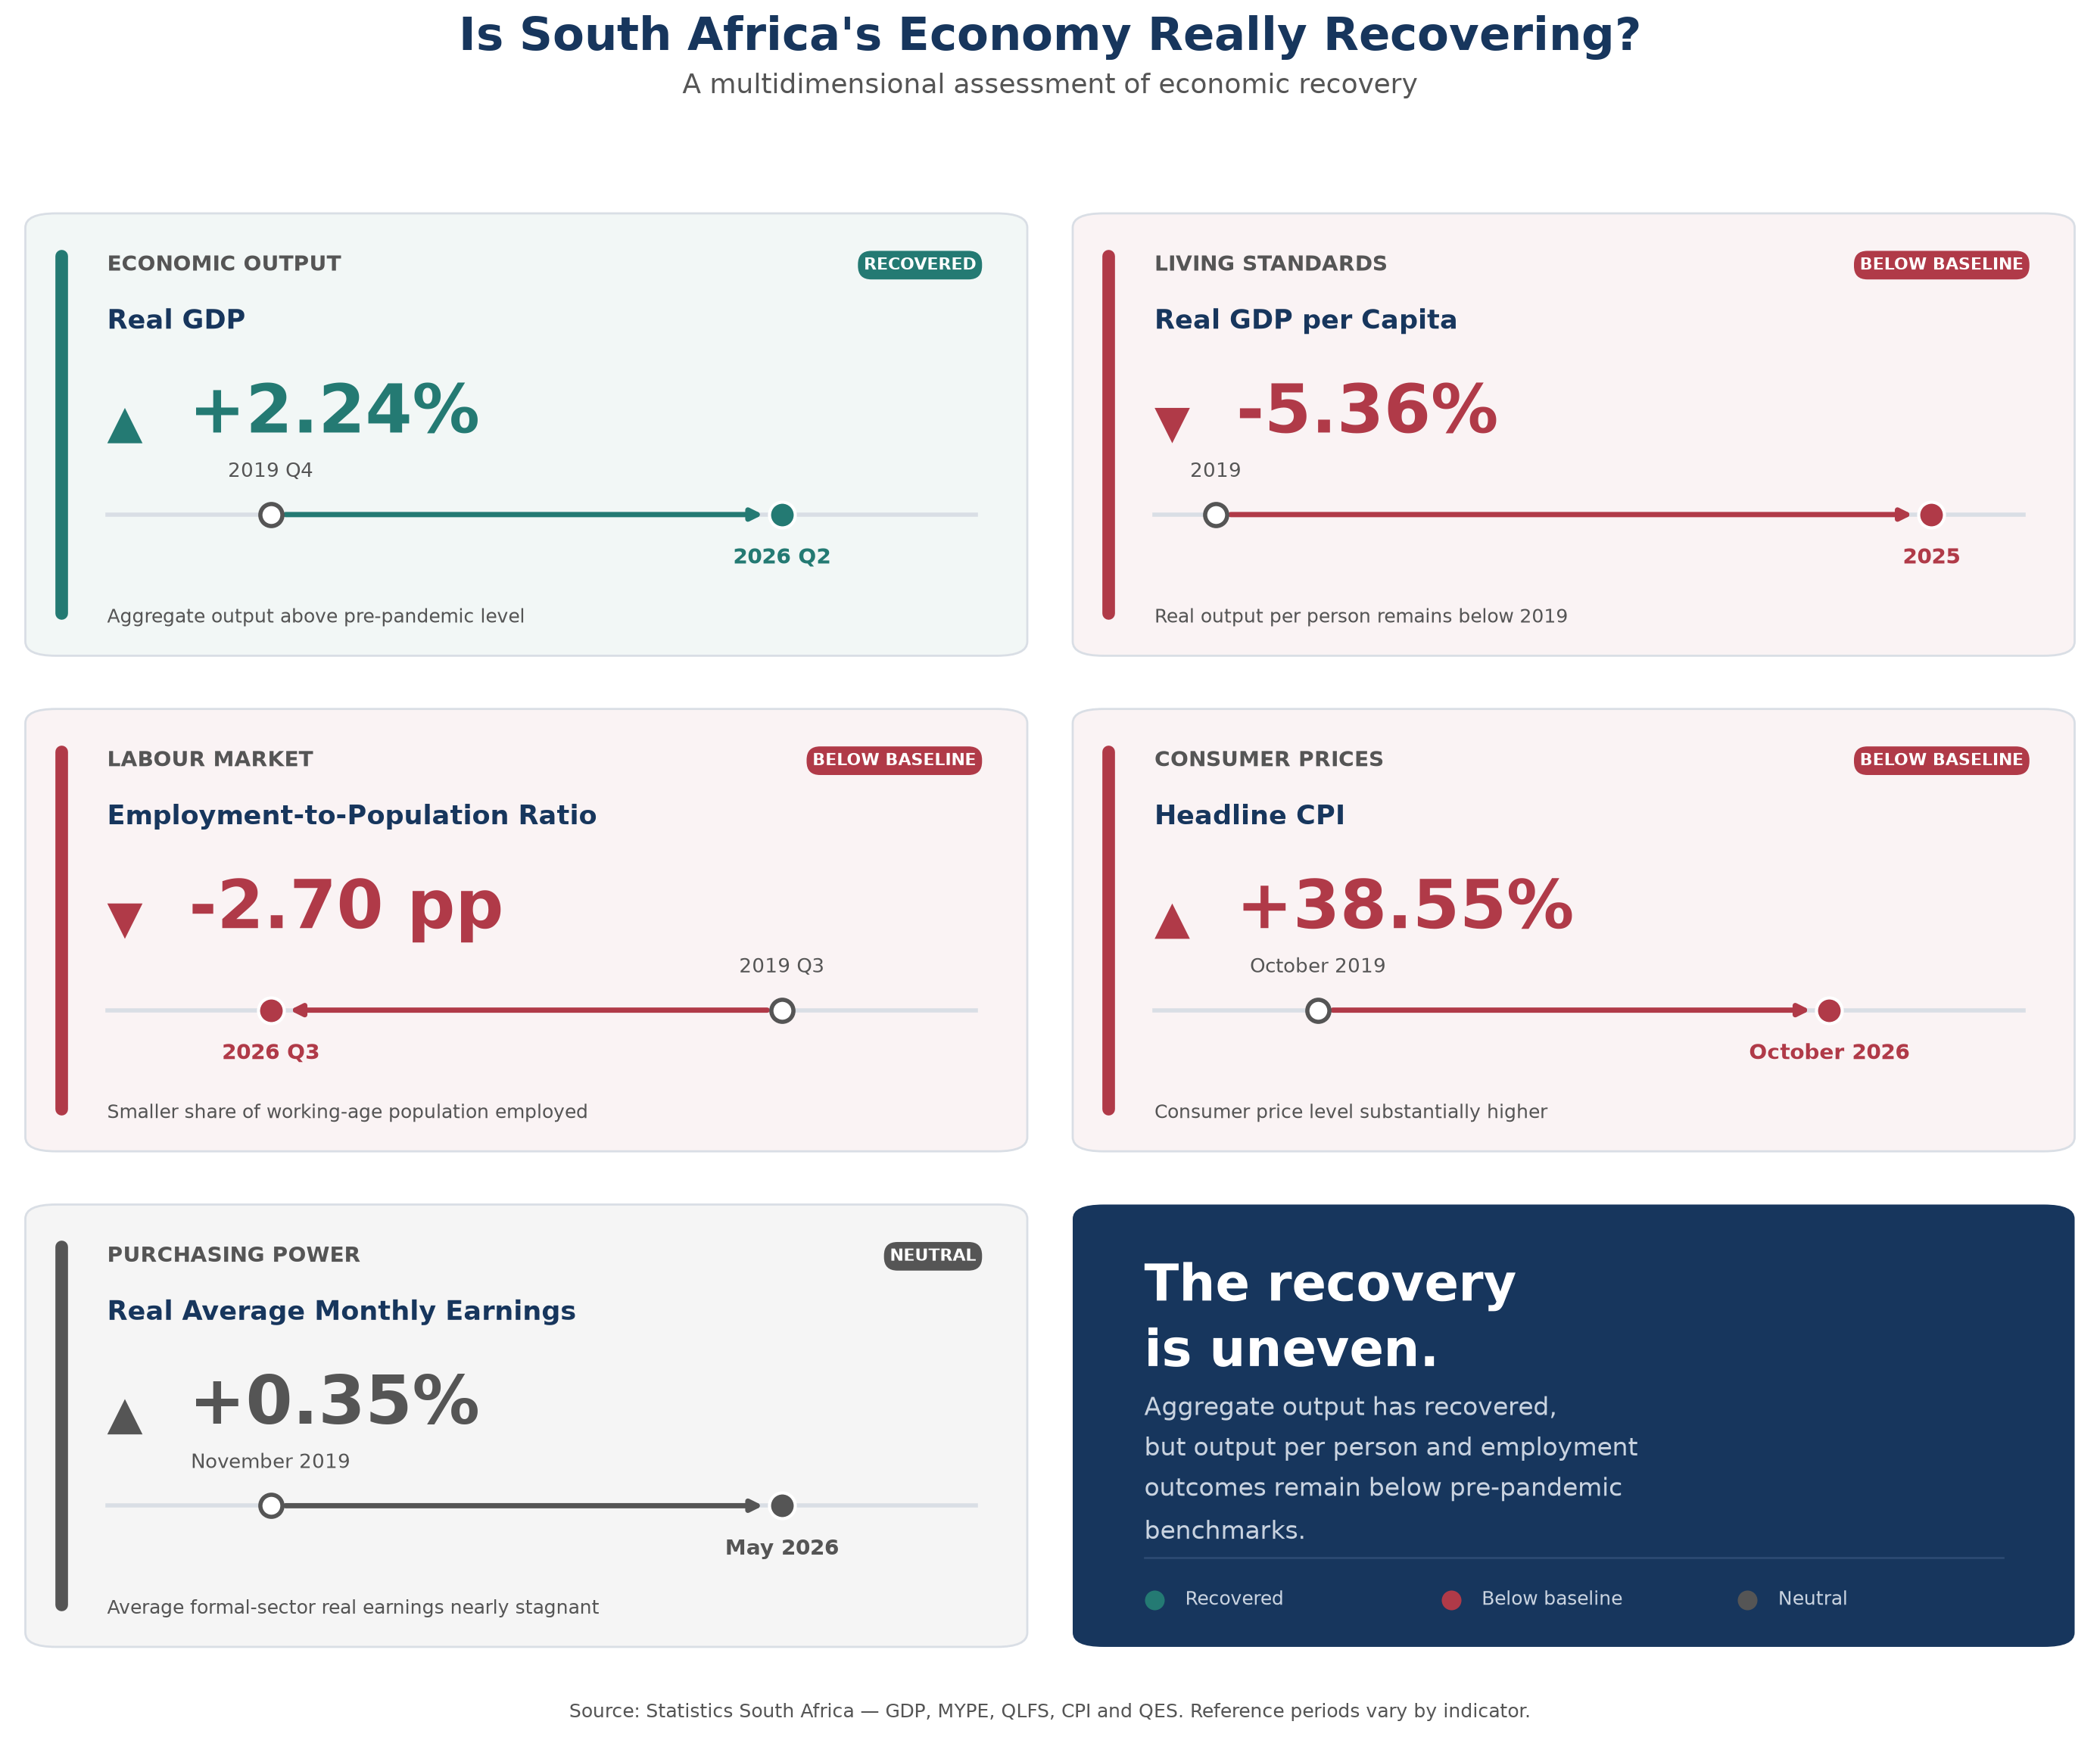 Is South Africa's Economy Really Recovering?
A multidimensional assessment of economic recovery
ECONOMIC OUTPUT
RECOVERED
Real GDP
▲ +2.24%
2019 Q4
2026 Q2
Aggregate output above pre-pandemic level
LIVING STANDARDS
BELOW BASELINE
Real GDP per Capita
▼ -5.36%
2019
2025
Real output per person remains below 2019
LABOUR MARKET
BELOW BASELINE
Employment-to-Population Ratio
▼ -2.70 pp
2019 Q3
2026 Q3
Smaller share of working-age population employed
CONSUMER PRICES
BELOW BASELINE
Headline CPI
▲ +38.55%
October 2019
October 2026
Consumer price level substantially higher
PURCHASING POWER
NEUTRAL
Real Average Monthly Earnings
▲ +0.35%
November 2019
May 2026
Average formal-sector real earnings nearly stagnant
The recovery
is uneven.
Aggregate output has recovered,
but output per person and employment
outcomes remain below pre-pandemic
benchmarks.
Recovered
Below baseline
Neutral
Source: Statistics South Africa — GDP, MYPE, QLFS, CPI and QES. Reference periods vary by indicator.